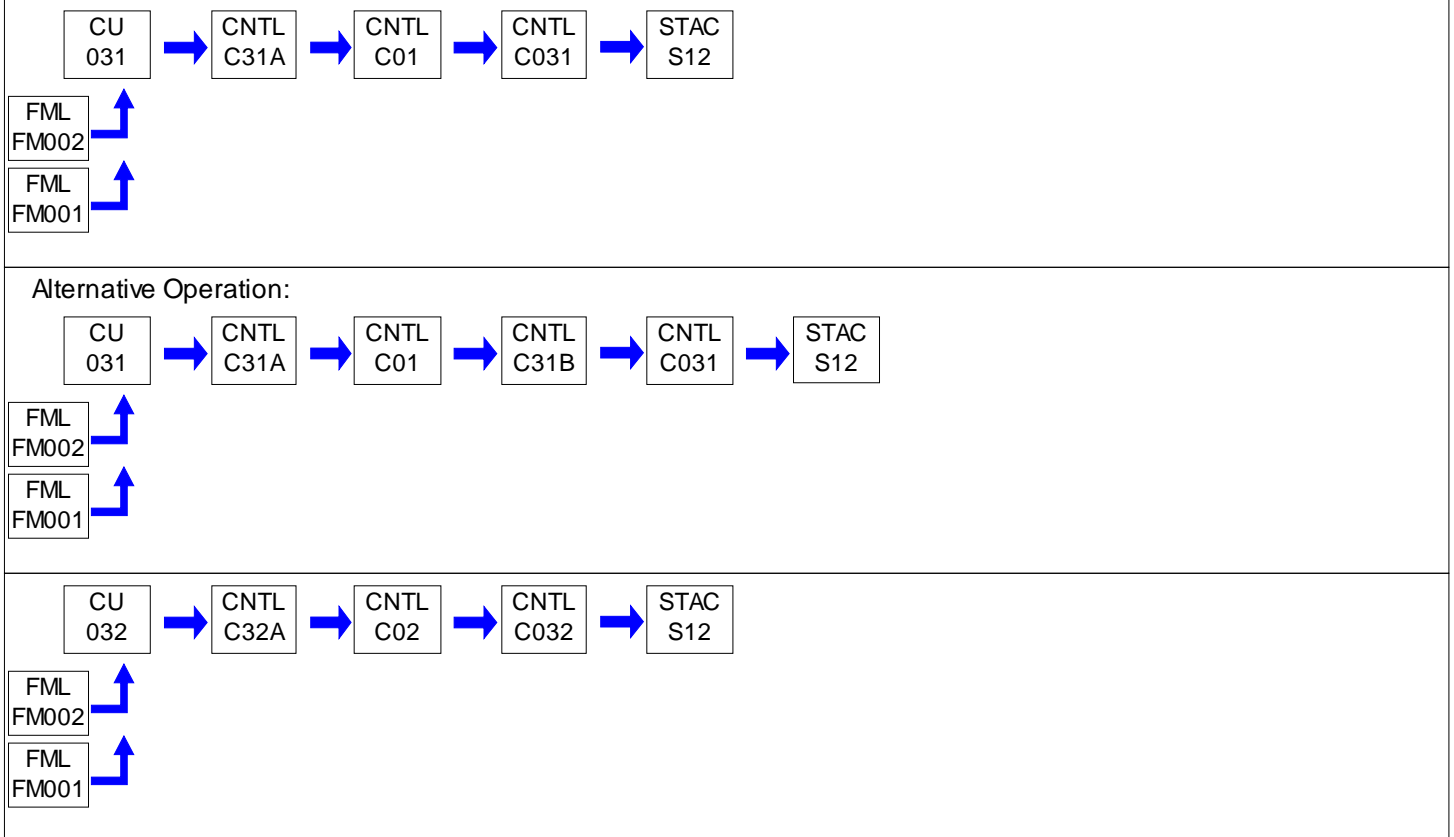 CU
031
CNTL
C31A
CNTL
C01
CNTL
C031
STAC
S12
FML
FM002
FML
FM001
Alternative Operation:
CU
031
CNTL
C31A
CNTL
C01
CNTL
C31B
CNTL
C031
STAC
S12
FML
FM002
FML
FM001
CU
032
CNTL
C32A
CNTL
C02
CNTL
C032
STAC
S12
FML
FM002
FML
FM001